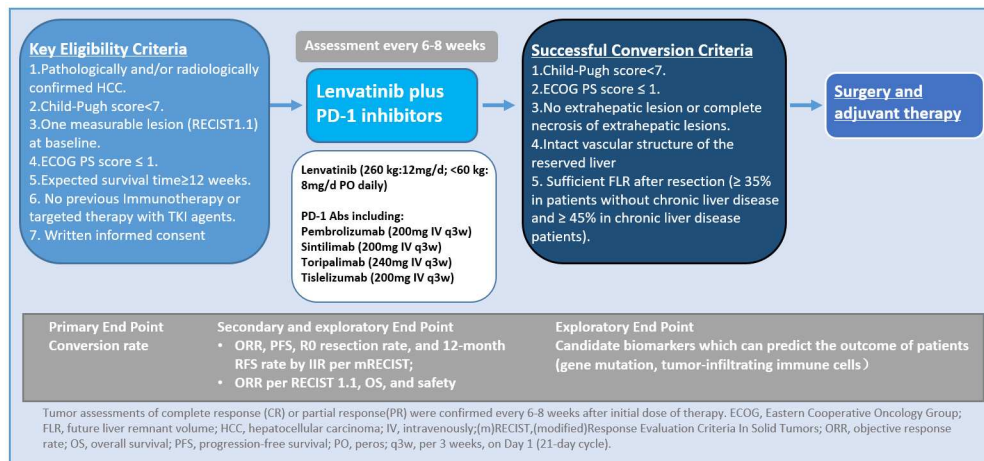 Key Eligibility Criteria
1.Pathologically and/or radiologically
confirmed HCC.
2.Child-Pugh score<7.
3.One measurable lesion (RECIST1.1)
at baseline.
4.ECOG PS score ≤ 1.
5.Expected survival time≥12 weeks.
6. No previous Immunotherapy or
targeted therapy with TKI agents.
7. Written informed consent
Assessment every 6-8 weeks
Lenvatinib plus
PD-1 inhibitors
Lenvatinib (260 kg:12mg/d; <60 kg:
8mg/d PO daily)
PD-1 Abs including:
Pembrolizumab (200mg IV q3w)
Sintilimab (200mg IV q3w)
Toripalimab (240mg IV q3w)
Tislelizumab (200mg IV q3w)
Successful Conversion Criteria
1.Child-Pugh score<7.
2.ECOG PS score ≤ 1.
3.No extrahepatic lesion or complete
necrosis of extrahepatic lesions.
4.Intact vascular structure of the
reserved liver
5. Sufficient FLR after resection (≥ 35%
in patients without chronic liver disease
and ≥ 45% in chronic liver disease
patients).
Surgery and
adjuvant therapy
Primary End Point
Conversion rate
Secondary and exploratory End Point
• ORR, PFS, R0 resection rate, and 12-month
RFS rate by IIR per mRECIST;
• ORR per RECIST 1.1, OS, and safety
Exploratory End Point
Candidate biomarkers which can predict the outcome of patients
(gene mutation, tumor-infiltrating immune cells）
Tumor assessments of complete response (CR) or partial response(PR) were confirmed every 6-8 weeks after initial dose of therapy. ECOG, Eastern Cooperative Oncology Group;
FLR, future liver remnant volume; HCC, hepatocellular carcinoma; IV, intravenously;(m)RECIST,(modified)Response Evaluation Criteria In Solid Tumors; ORR, objective response
rate; OS, overall survival; PFS, progression-free survival; PO, peros; q3w, per 3 weeks, on Day 1 (21-day cycle).